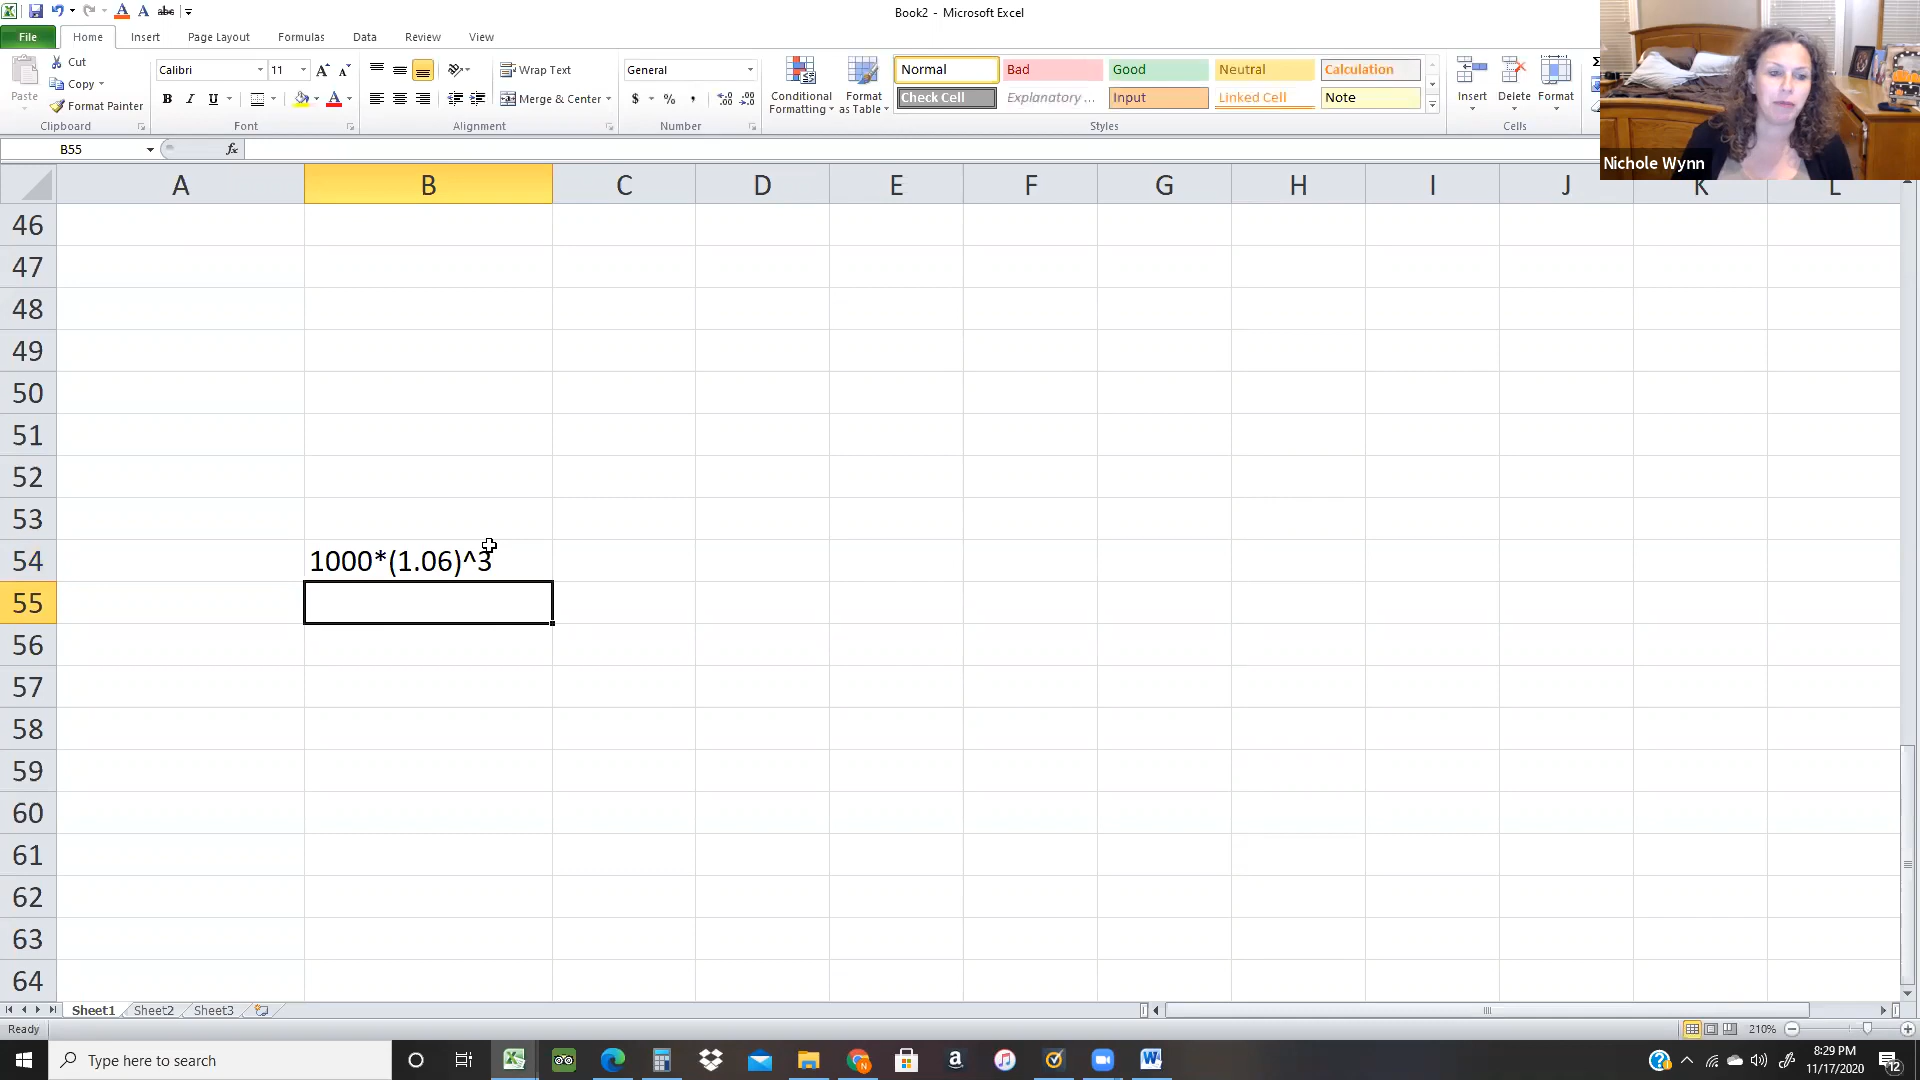 Book2 - Microsoft Excel
File Home Insert Page Layout Formulas Data Review View
Paste
Cut
Copy
Format Painter
Clipboard
Calibri 11
B I U
Font
Wrap Text
Merge & Center
Alignment
General
$ % ,
Number
Conditional Formatting
Format as Table
Normal Bad Good Neutral Calculation
Check Cell Explanatory ... Input Linked Cell Note
Styles
Insert Delete Format
Cells
Nichole Wynn
B55 fx
A B C D E F G H I J K L
46
47
48
49
50
51
52
53
54 1000*(1.06)^3
55
56
57
58
59
60
61
62
63
64
Sheet1 Sheet2 Sheet3
Ready 210%
Type here to search
8:29 PM
11/17/2020
12